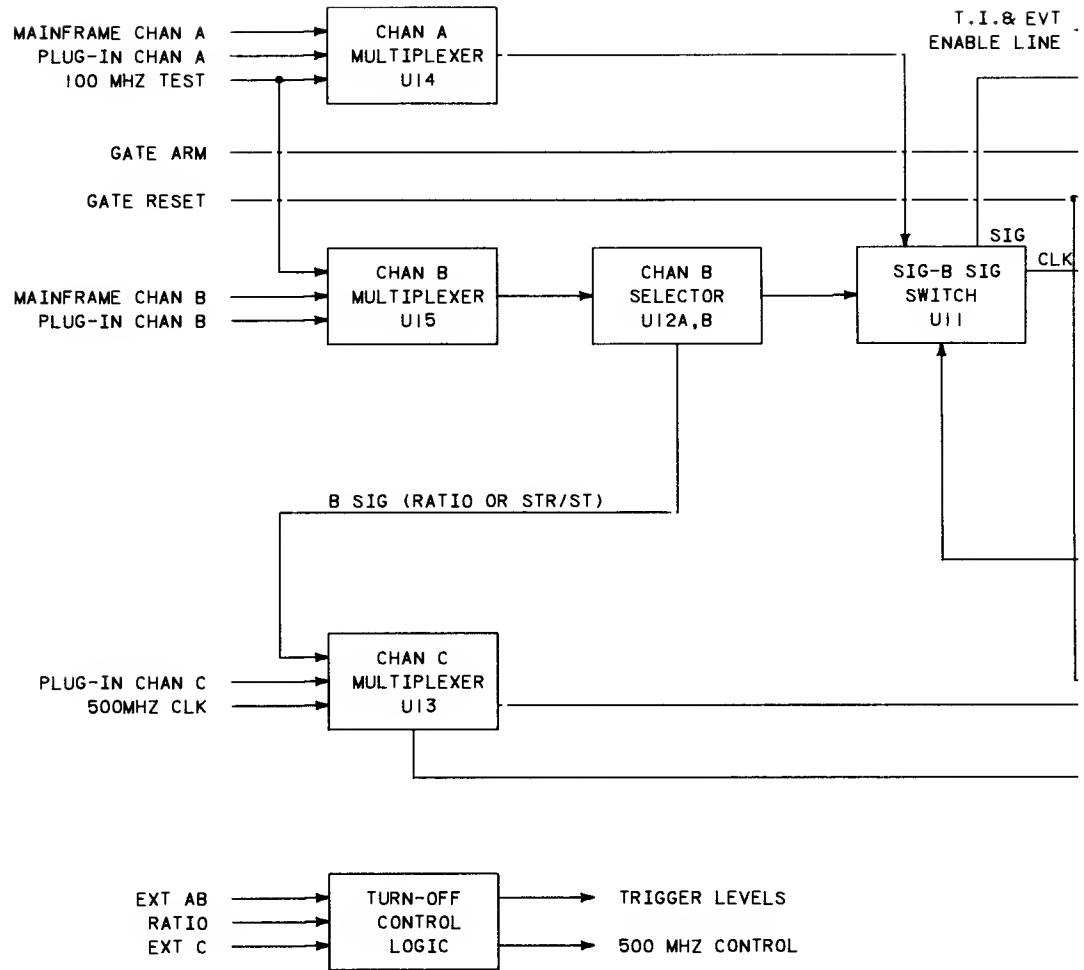 MAINFRAME CHAN A
PLUG-IN CHAN A
100 MHZ TEST
CHAN A
MULTIPLEXER
U14
T.I.& EVT
ENABLE LINE
GATE ARM
GATE RESET
MAINFRAME CHAN B
PLUG-IN CHAN B
CHAN B
MULTIPLEXER
U15
CHAN B
SELECTOR
U12A,B
SIG-B SIG
SWITCH
U11
SIG
CLK
B SIG (RATIO OR STR/ST)
PLUG-IN CHAN C
500MHZ CLK
CHAN C
MULTIPLEXER
U13
EXT AB
RATIO
EXT C
TURN-OFF
CONTROL
LOGIC
TRIGGER LEVELS
500 MHZ CONTROL